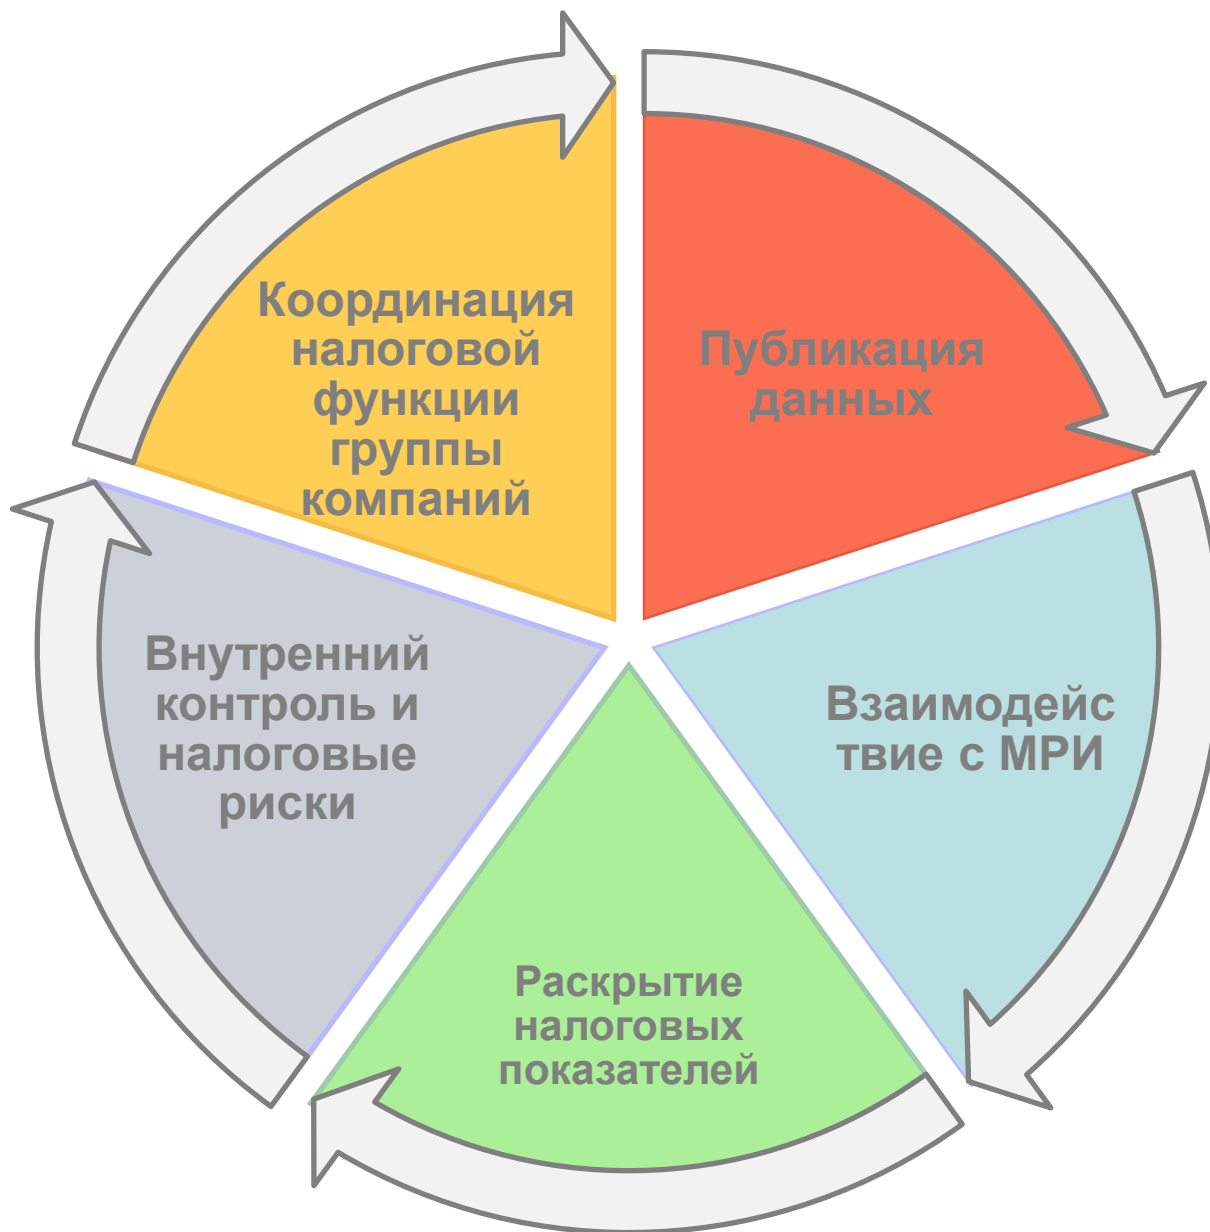 Координация
налоговой
функции
группы
компаний
Публикация
данных
Взаимодейс
твие с МРИ
Раскрытие
налоговых
показателей
Внутренний
контроль и
налоговые
риски